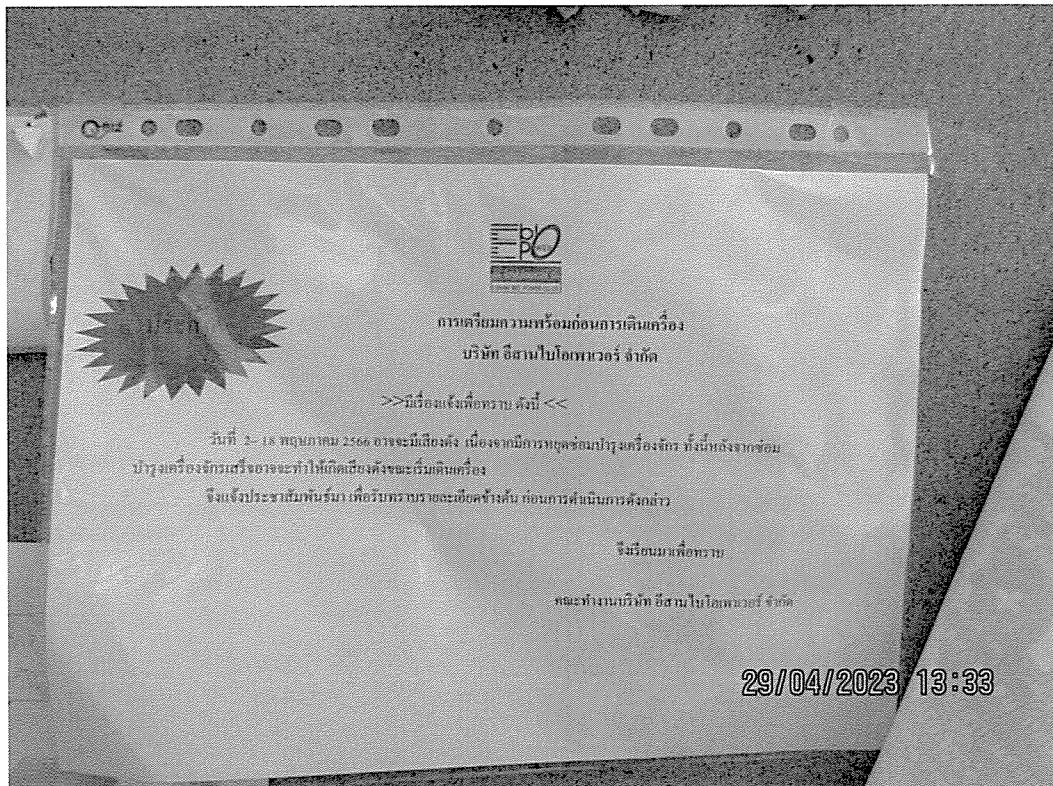 ประกาศ
การเตรียมความพร้อมก่อนการเดินเครื่อง
บริษัท อีสานไบโอเพาเวอร์ จำกัด
>>มีเรื่องแจ้งเพื่อทราบ ดังนี้ <<
วันที่ 2– 18 พฤษภาคม 2566 อาจจะมีเสียงดัง เนื่องจากมีการหยุดซ่อมบำรุงเครื่องจักร ทั้งนี้หลังจากซ่อม
บำรุงเครื่องจักรเสร็จอาจจะทำให้เกิดเสียงดังขณะเริ่มเดินเครื่อง
จึงแจ้งประชาสัมพันธ์มา เพื่อรับทราบรายละเอียดข้างต้น ก่อนการดำเนินการดังกล่าว
จึงเรียนมาเพื่อทราบ
คณะทำงานบริษัท อีสานไบโอเพาเวอร์ จำกัด
29/04/2023 13:33